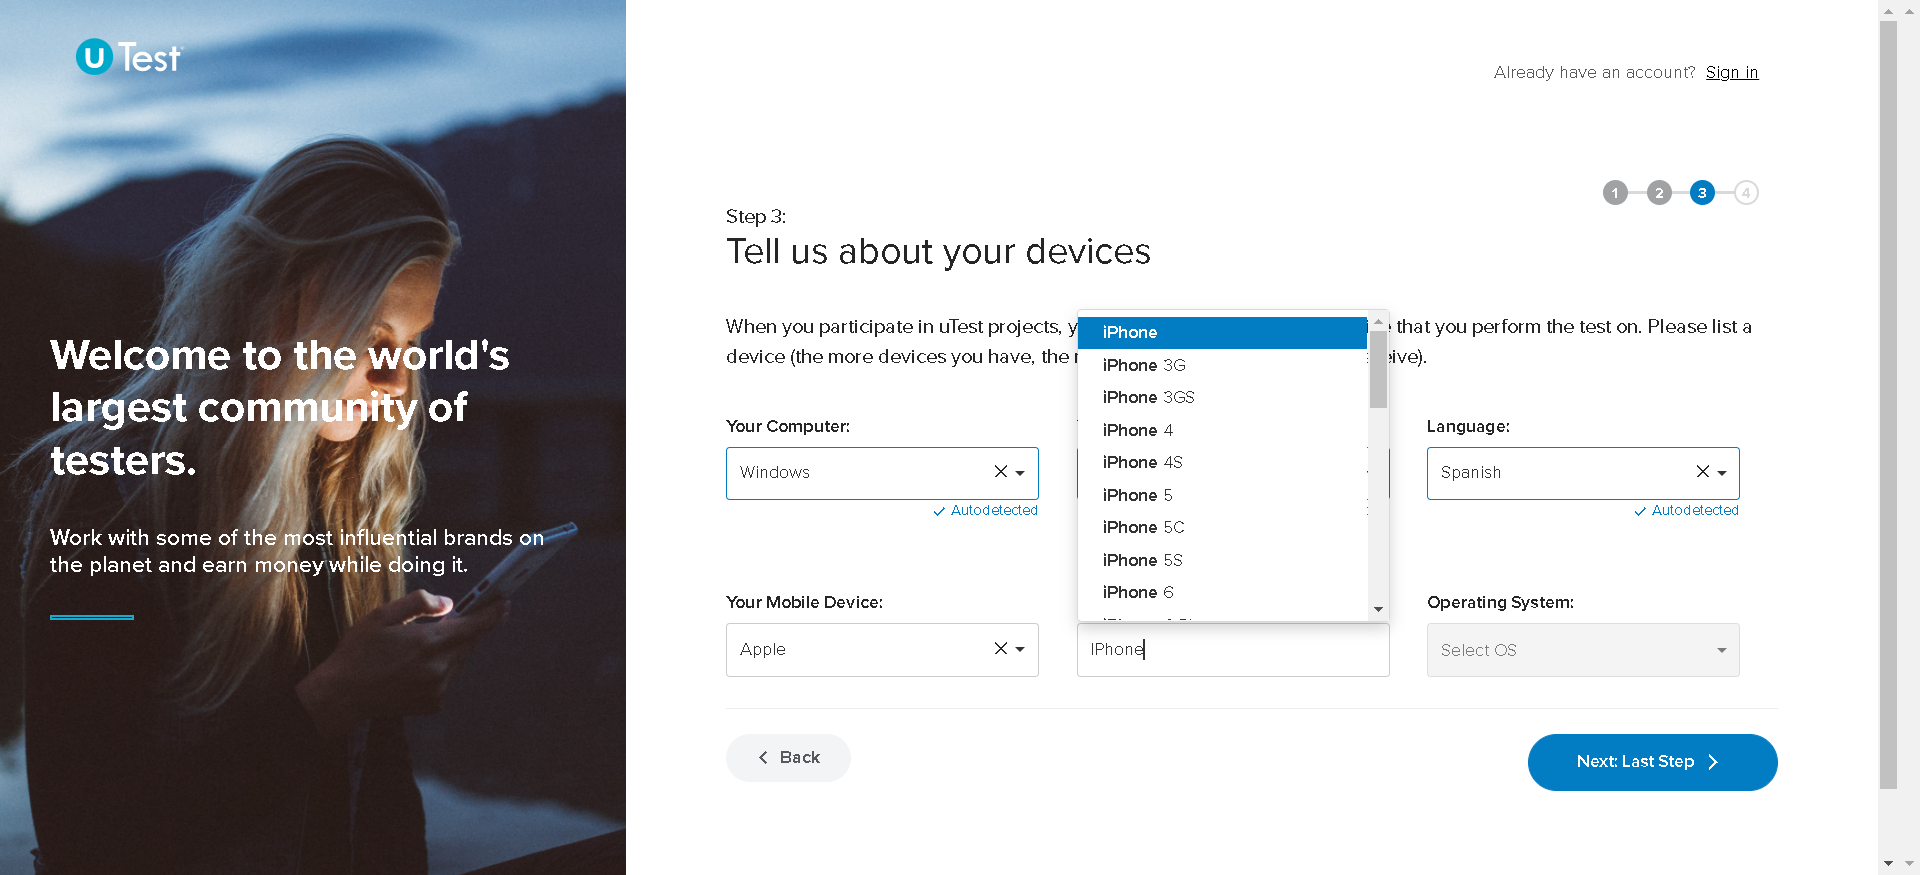 U Test
Welcome to the world's
largest community of
testers.
Work with some of the most influential brands on
the planet and earn money while doing it.
Already have an account? Sign in
1 2 3 4
Step 3:
Tell us about your devices
When you participate in uTest projects, y that you perform the test on. Please list a
device (the more devices you have, the
Your Computer:
Windows
Autodetected
Language:
Spanish
Autodetected
iPhone
iPhone 3G
iPhone 3GS
iPhone 4
iPhone 4S
iPhone 5
iPhone 5C
iPhone 5S
iPhone 6
Your Mobile Device:
Apple
IPhone
Operating System:
Select OS
Back
Next: Last Step